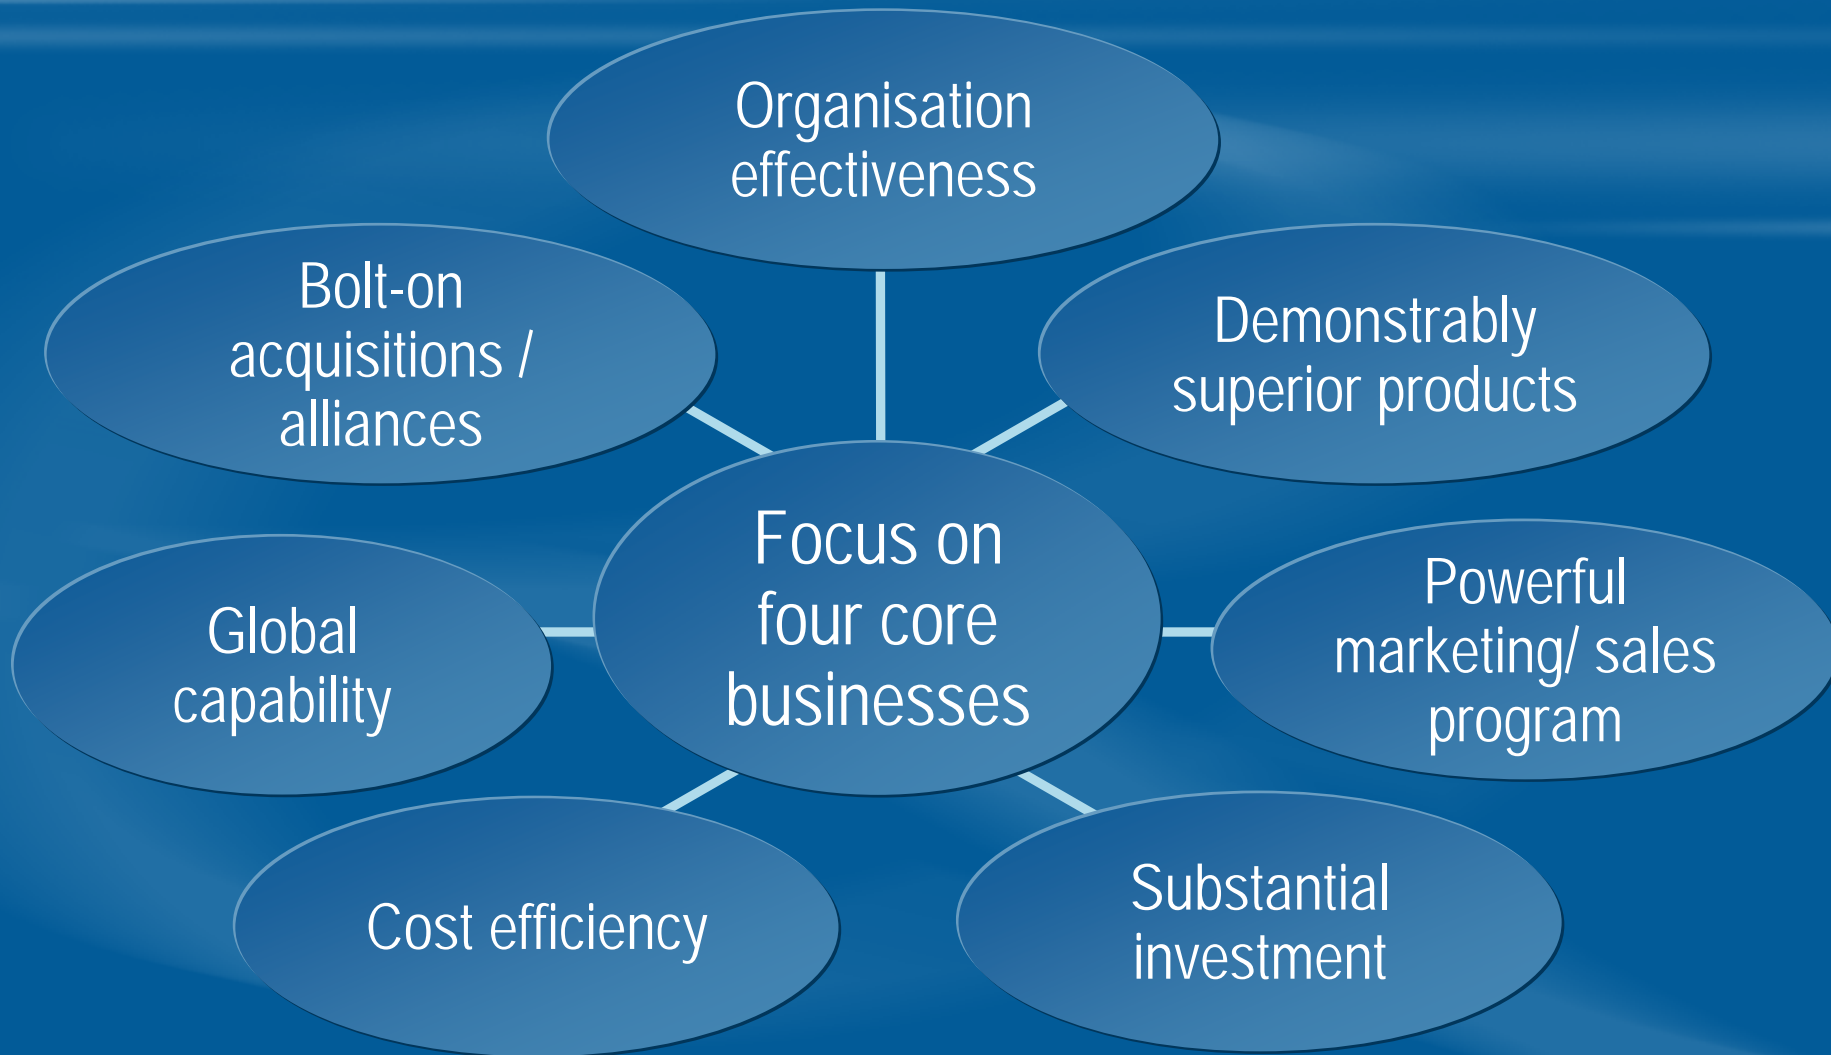 Organisation
effectiveness
Bolt-on
acquisitions /
alliances
Demonstrably
superior products
Focus on
four core
businesses
Powerful
marketing/ sales
program
Global
capability
Cost efficiency
Substantial
investment